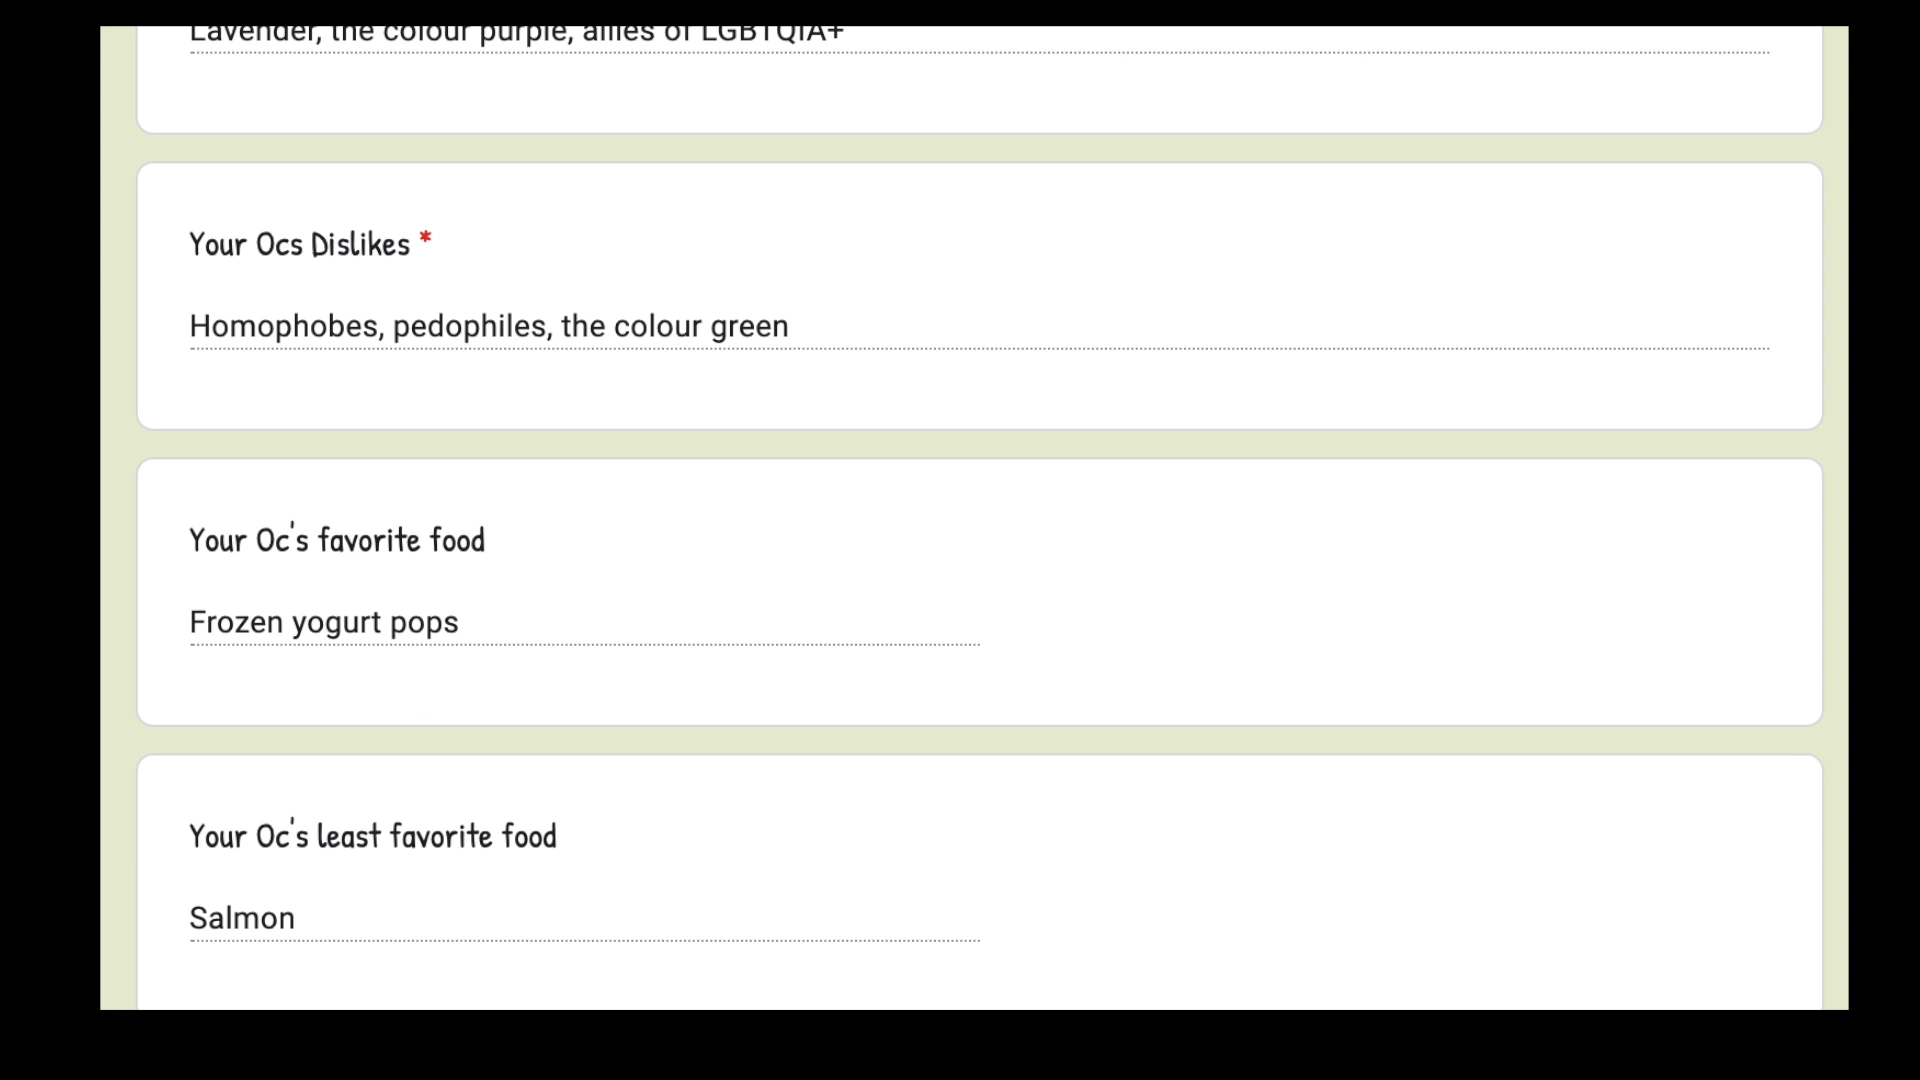 Lavender, the colour purple, allies of LGBTQIA+
Your Ocs Dislikes *
Homophobes, pedophiles, the colour green
Your Oc's favorite food
Frozen yogurt pops
Your Oc's least favorite food
Salmon